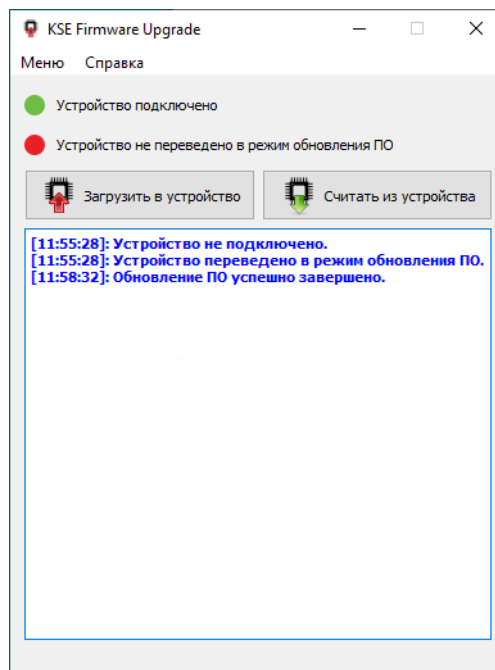 KSE Firmware Upgrade
Меню Справка
Устройство подключено
Устройство не переведено в режим обновления ПО
Загрузить в устройство Считать из устройства
[11:55:28]: Устройство не подключено.
[11:55:28]: Устройство переведено в режим обновления ПО.
[11:58:32]: Обновление ПО успешно завершено.